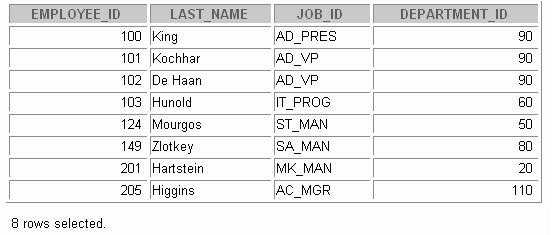 EMPLOYEE_ID LAST_NAME JOB_ID DEPARTMENT_ID
100 King AD_PRES 90
101 Kochhar AD_VP 90
102 De Haan AD_VP 90
103 Hunold IT_PROG 60
124 Mourgos ST_MAN 50
149 Zlotkey SA_MAN 80
201 Hartstein MK_MAN 20
205 Higgins AC_MGR 110
8 rows selected.